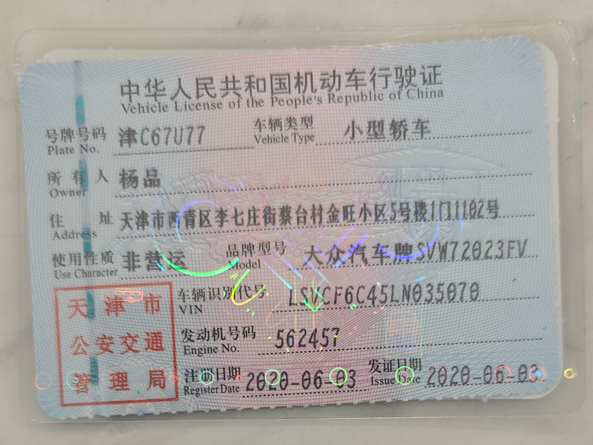 中华人民共和国机动车行驶证
Vehicle License of the People's Republic of China
号牌号码 津C67U77 车辆类型 小型轿车
Plate No. Vehicle Type
所有人 杨品
Owner
住址 天津市西青区李七庄街蔡台村金旺小区5号楼1门1102号
Address
使用性质 非营运 品牌型号 大众汽车牌SVW72023FV
Use Character Model
天津市 车辆识别代号 LSVCF6C45LN035070
VIN
公安交通 发动机号码 562457
Engine No.
管理局 注册日期 2020-06-03 发证日期 2020-06-03
Register Date Issue Date